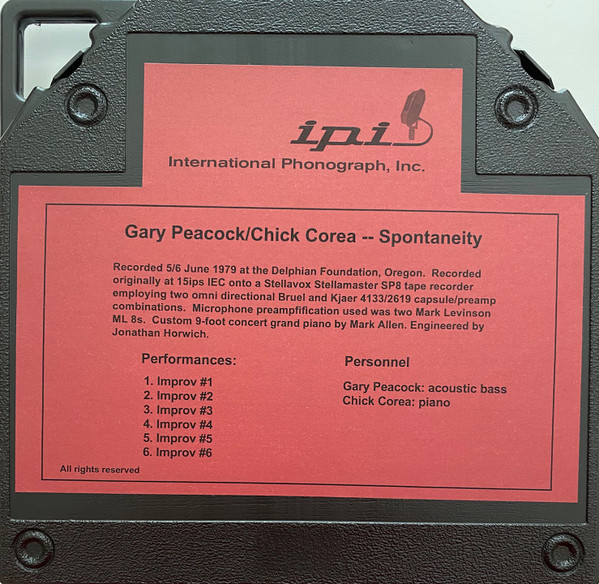 ipi
International Phonograph, Inc.
Gary Peacock/Chick Corea -- Spontaneity
Recorded 5/6 June 1979 at the Delphian Foundation, Oregon. Recorded
originally at 15ips IEC onto a Stellavox Stellamaster SP8 tape recorder
employing two omni directional Bruel and Kjaer 4133/2619 capsule/preamp
combinations. Microphone preampfification used was two Mark Levinson
ML 8s. Custom 9-foot concert grand piano by Mark Allen. Engineered by
Jonathan Horwich.
Performances:
1. Improv #1
2. Improv #2
3. Improv #3
4. Improv #4
5. Improv #5
6. Improv #6
Personnel
Gary Peacock: acoustic bass
Chick Corea: piano
All rights reserved